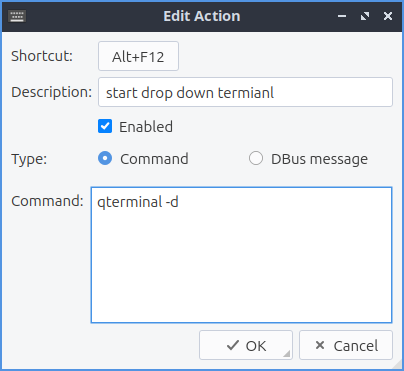 Edit Action
Shortcut: Alt+F12
Description: start drop down termianl
Enabled
Type: Command DBus message
Command: qterminal -d
OK Cancel